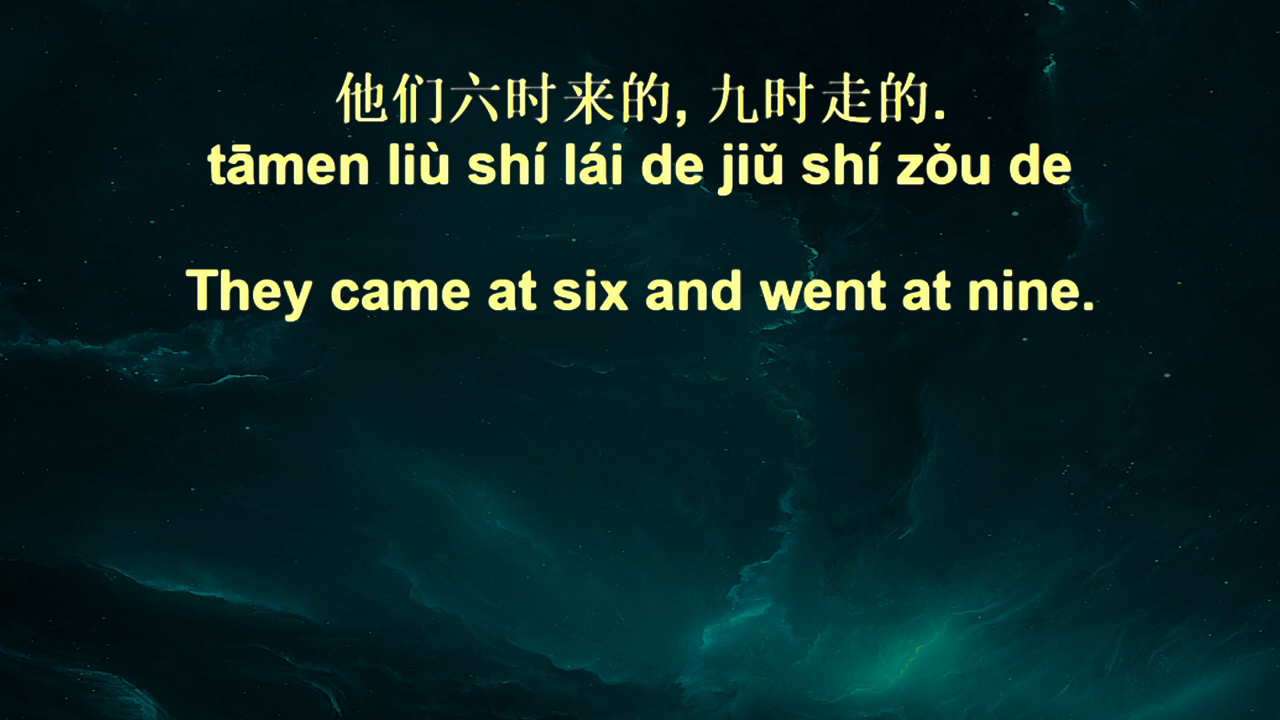 他们六时来的, 九时走的.
tāmen liù shí lái de jiǔ shí zǒu de
They came at six and went at nine.